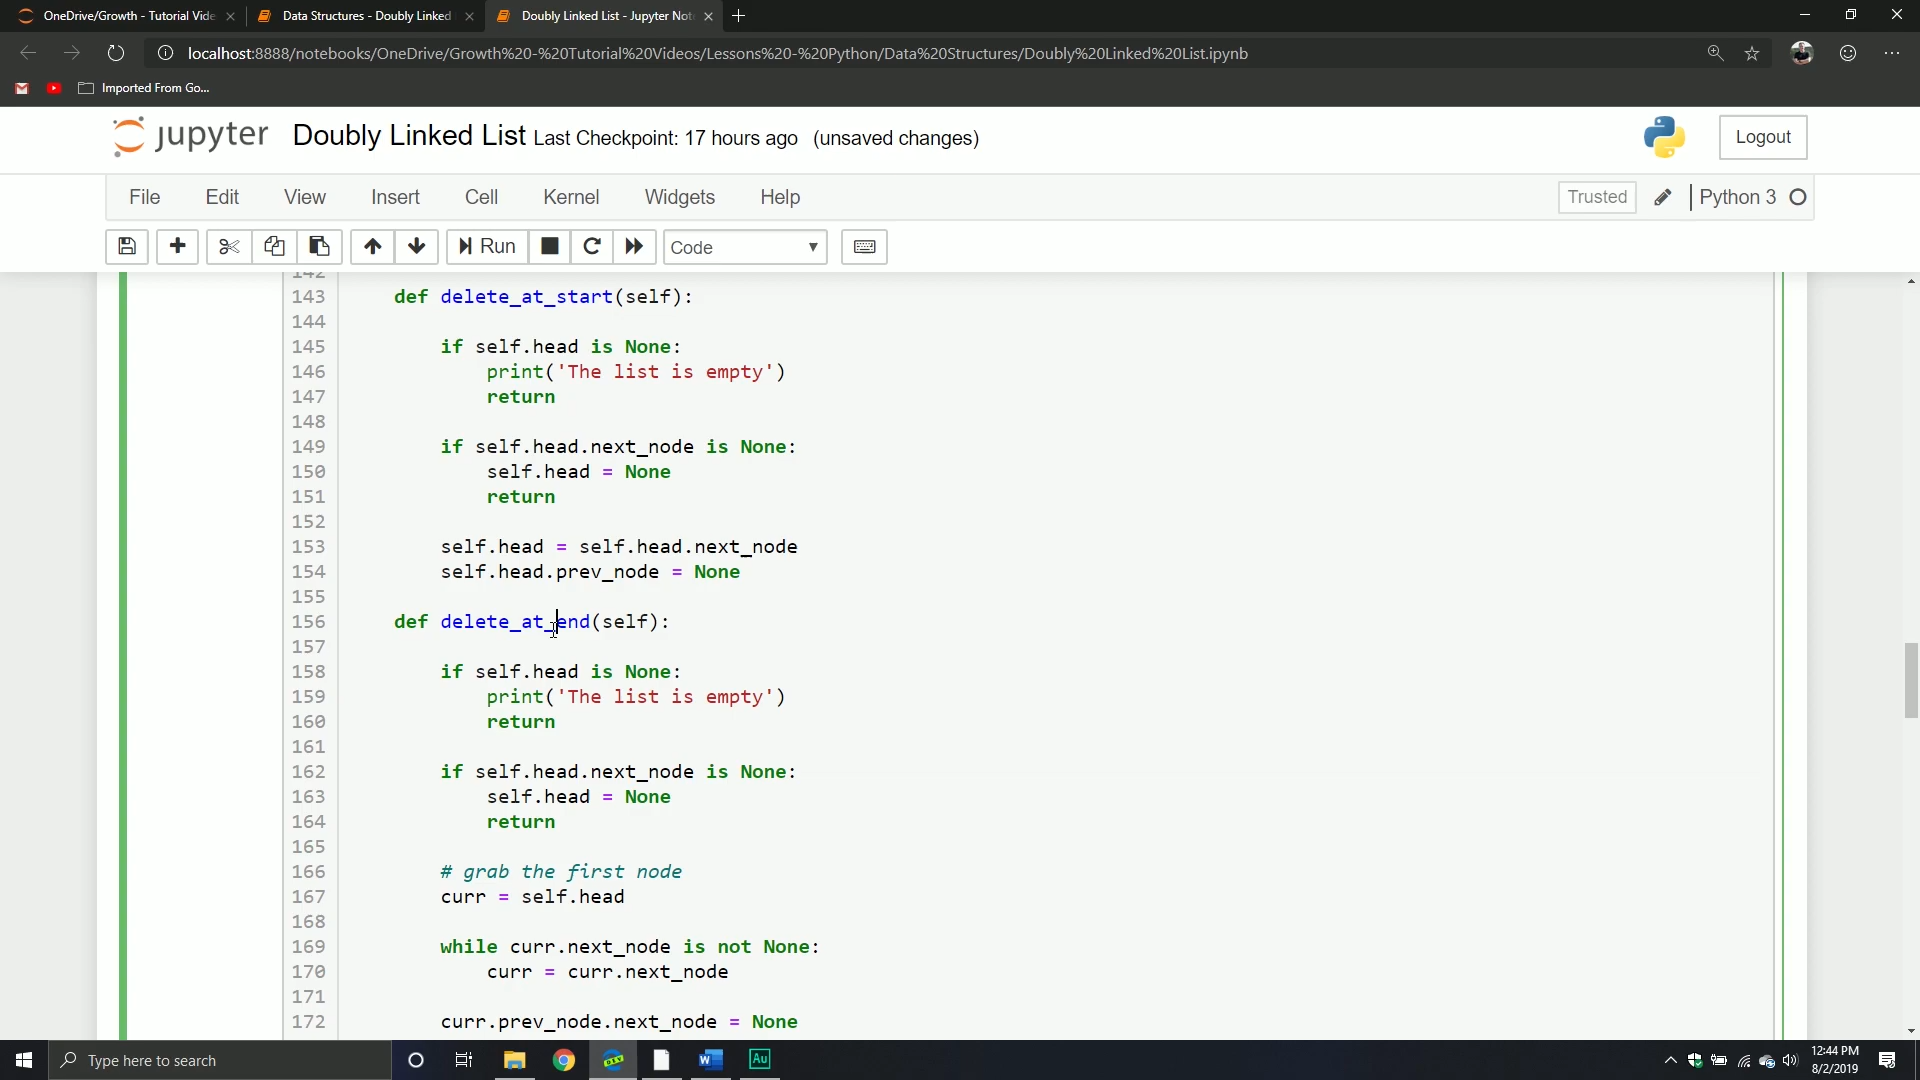 OneDrive/Growth - Tutorial Vide
Data Structures - Doubly Linked
Doubly Linked List - Jupyter Not
localhost:8888/notebooks/OneDrive/Growth%20-%20Tutorial%20Videos/Lessons%20-%20Python/Data%20Structures/Doubly%20Linked%20List.ipynb
Imported From Go...
jupyter Doubly Linked List Last Checkpoint: 17 hours ago (unsaved changes)
Logout
File Edit View Insert Cell Kernel Widgets Help
Trusted Python 3
Run Code
142
143 def delete_at_start(self):
144
145 if self.head is None:
146 print('The list is empty')
147 return
148
149 if self.head.next_node is None:
150 self.head = None
151 return
152
153 self.head = self.head.next_node
154 self.head.prev_node = None
155
156 def delete_at_end(self):
157
158 if self.head is None:
159 print('The list is empty')
160 return
161
162 if self.head.next_node is None:
163 self.head = None
164 return
165
166 # grab the first node
167 curr = self.head
168
169 while curr.next_node is not None:
170 curr = curr.next_node
171
172 curr.prev_node.next_node = None
Type here to search
DEV
W
Au
12:44 PM
8/2/2019